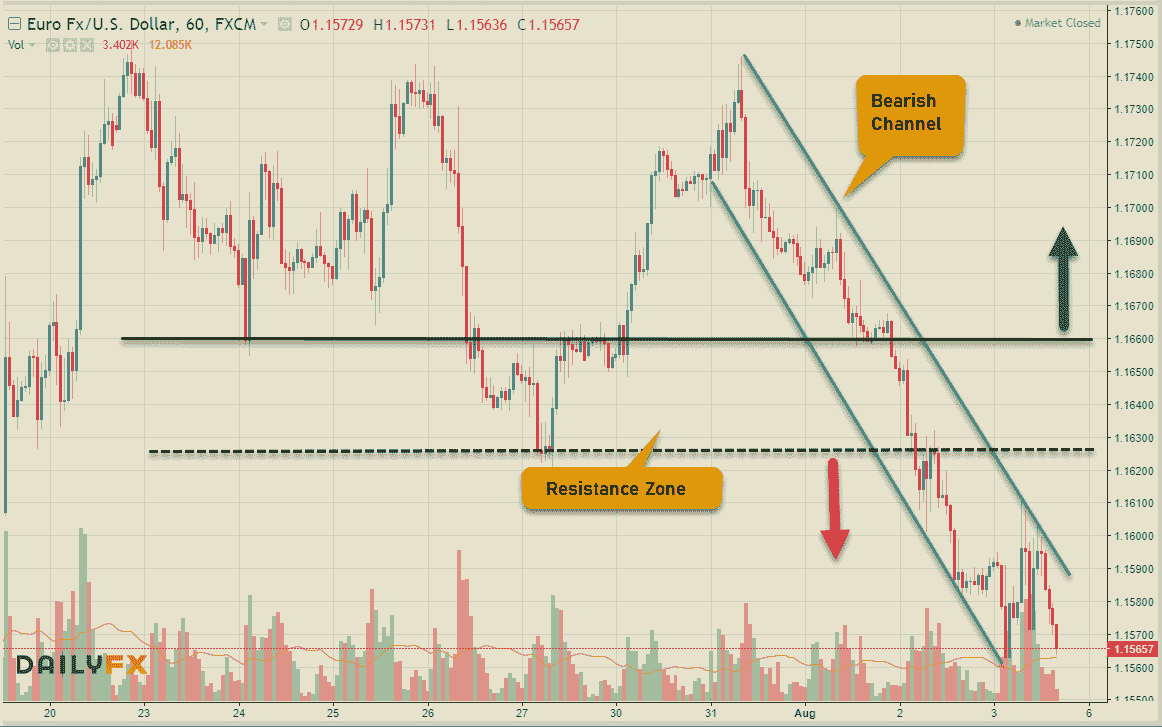 Euro Fx/U.S. Dollar, 60, FXCM O1.15729 H1.15731 L1.15636 C1.15657
Market Closed
Vol 3.402K 12.085K
Bearish
Channel
Resistance Zone
DAILYFX
1.17600
1.17500
1.17400
1.17300
1.17200
1.17100
1.17000
1.16900
1.16800
1.16700
1.16600
1.16500
1.16400
1.16300
1.16200
1.16100
1.16000
1.15900
1.15800
1.15700
1.15657
1.15600
1.15500
20 23 24 25 26 27 30 31 Aug 2 3 6